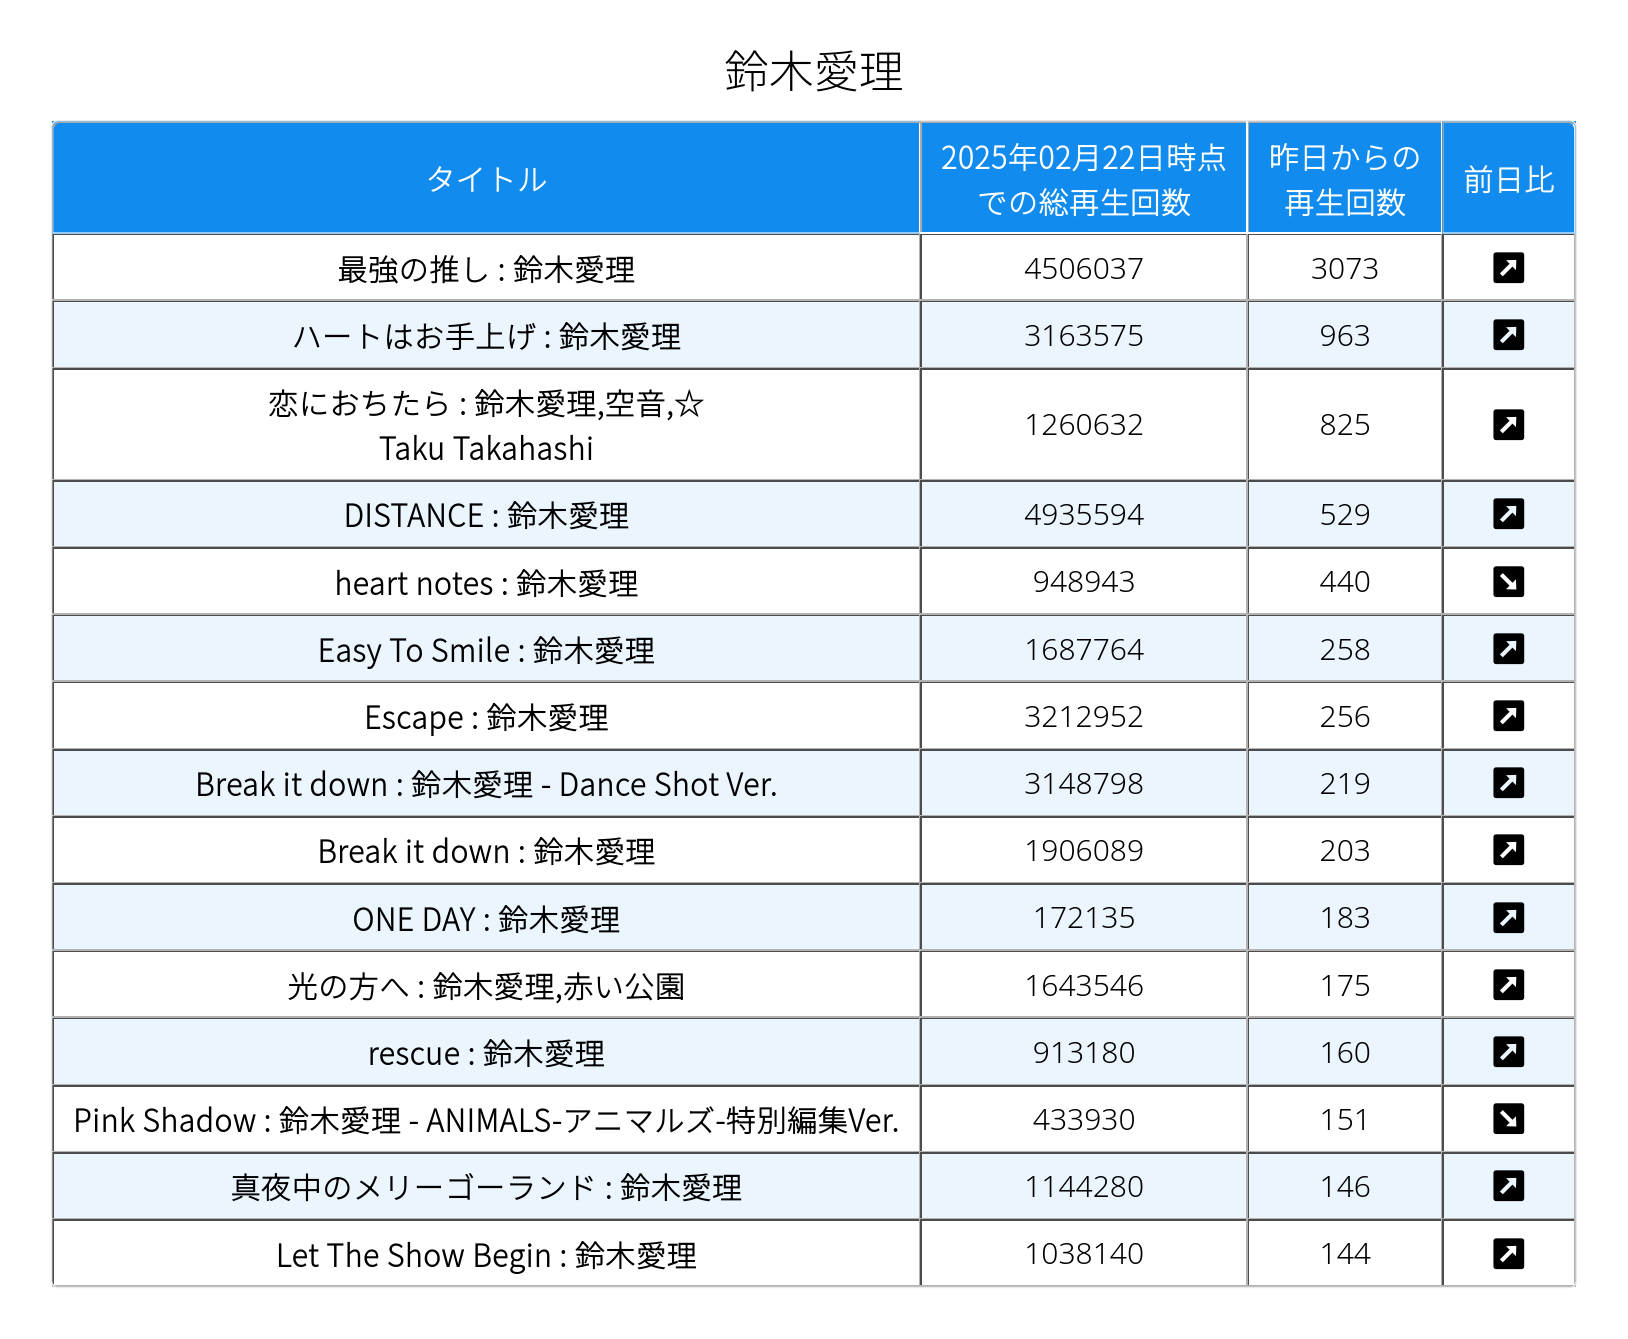 鈴木愛理
タイトル
2025年02月22日時点
での総再生回数
昨日からの
再生回数
前日比
最強の推し : 鈴木愛理 4506037 3073
ハートはお手上げ : 鈴木愛理 3163575 963
恋におちたら : 鈴木愛理,空音,☆
Taku Takahashi 1260632 825
DISTANCE : 鈴木愛理 4935594 529
heart notes : 鈴木愛理 948943 440
Easy To Smile : 鈴木愛理 1687764 258
Escape : 鈴木愛理 3212952 256
Break it down : 鈴木愛理 - Dance Shot Ver. 3148798 219
Break it down : 鈴木愛理 1906089 203
ONE DAY : 鈴木愛理 172135 183
光の方へ : 鈴木愛理,赤い公園 1643546 175
rescue : 鈴木愛理 913180 160
Pink Shadow : 鈴木愛理 - ANIMALS-アニマルズ-特別編集Ver. 433930 151
真夜中のメリーゴーランド : 鈴木愛理 1144280 146
Let The Show Begin : 鈴木愛理 1038140 144